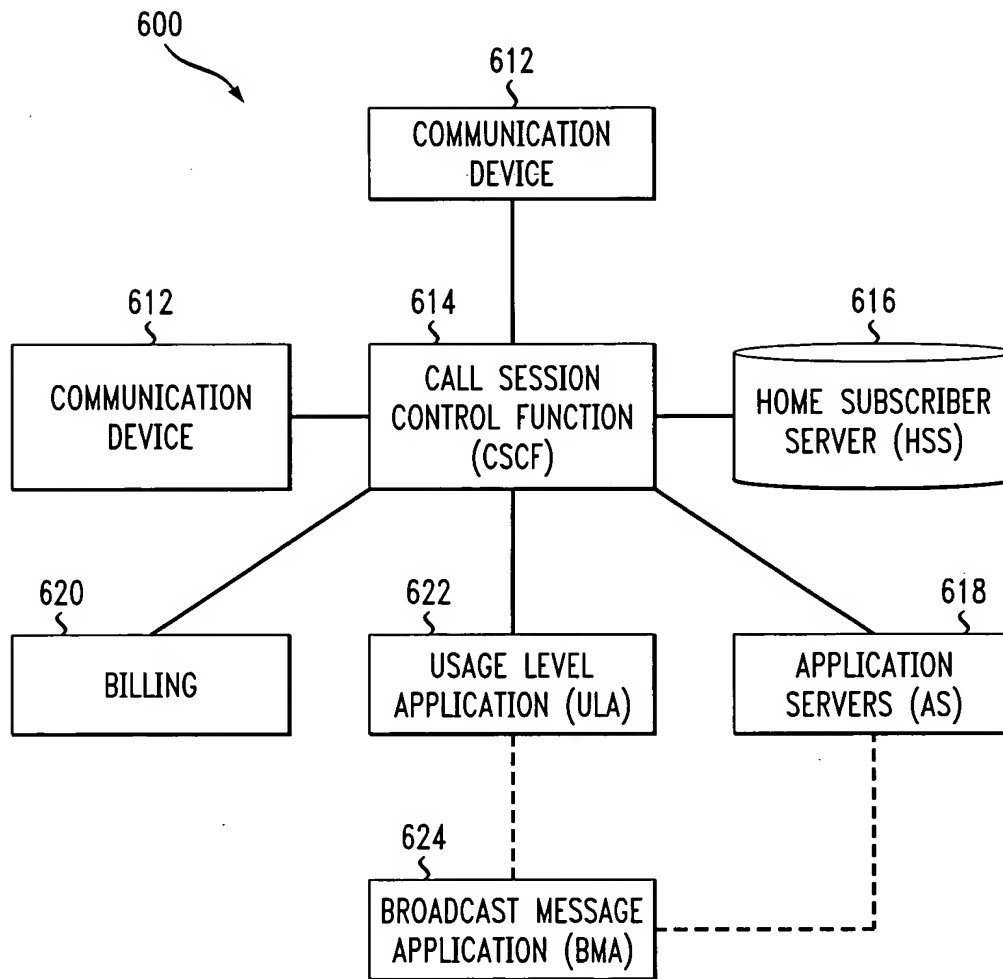 600
612
COMMUNICATION
DEVICE
612
614
616
COMMUNICATION
DEVICE
CALL SESSION
CONTROL FUNCTION
(CSCF)
HOME SUBSCRIBER
SERVER (HSS)
620
622
618
BILLING
USAGE LEVEL
APPLICATION (ULA)
APPLICATION
SERVERS (AS)
624
BROADCAST MESSAGE
APPLICATION (BMA)